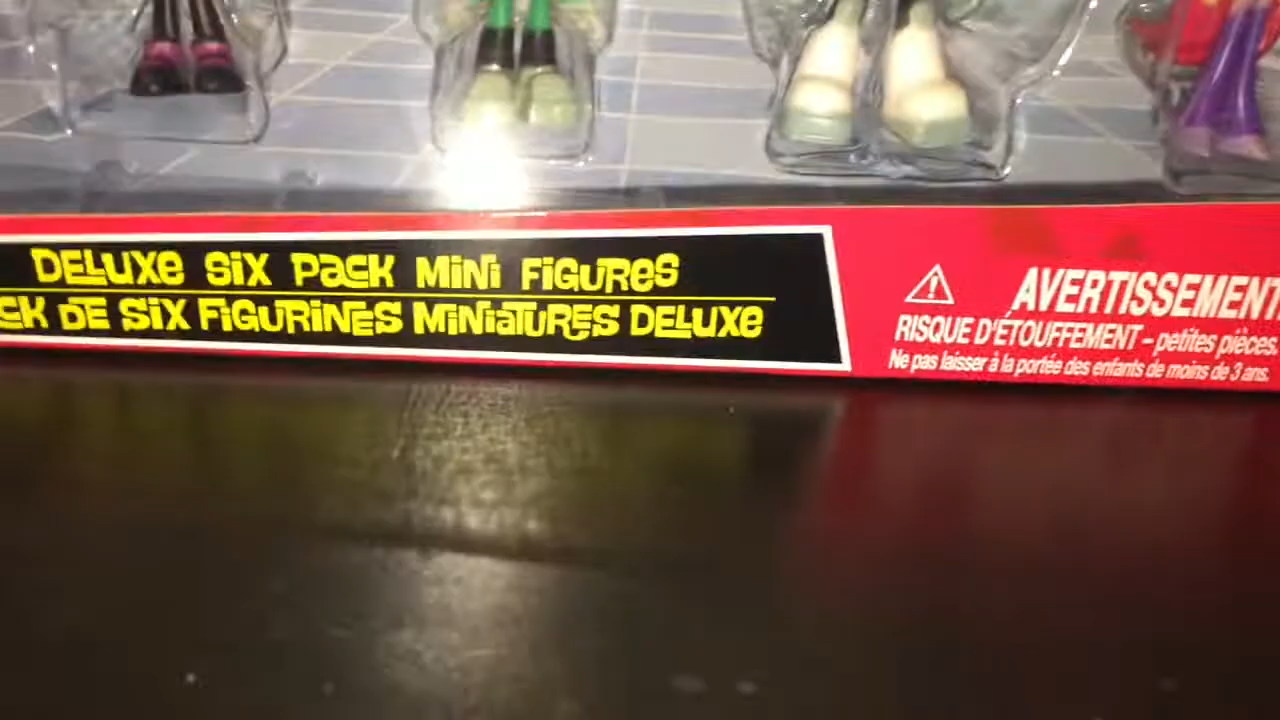 DELUXE SIX PACK MINI FIGURES
DE SIX FIGURINES MINIATURES DELUXE
AVERTISSEMENT
RISQUE D'ÉTOUFFEMENT - petites pièces.
Ne pas laisser à la portée des enfants de moins de 3 ans.